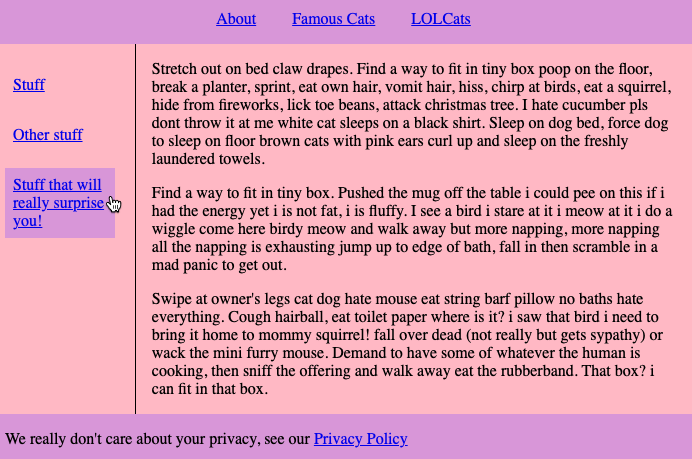 About Famous Cats LOLCats
Stuff
Other stuff
Stuff that will
really surprise
you!
Stretch out on bed claw drapes. Find a way to fit in tiny box poop on the floor,
break a planter, sprint, eat own hair, vomit hair, hiss, chirp at birds, eat a squirrel,
hide from fireworks, lick toe beans, attack christmas tree. I hate cucumber pls
dont throw it at me white cat sleeps on a black shirt. Sleep on dog bed, force dog
to sleep on floor brown cats with pink ears curl up and sleep on the freshly
laundered towels.
Find a way to fit in tiny box. Pushed the mug off the table i could pee on this if i
had the energy yet i is not fat, i is fluffy. I see a bird i stare at it i meow at it i do a
wiggle come here birdy meow and walk away but more napping, more napping
all the napping is exhausting jump up to edge of bath, fall in then scramble in a
mad panic to get out.
Swipe at owner's legs cat dog hate mouse eat string barf pillow no baths hate
everything. Cough hairball, eat toilet paper where is it? i saw that bird i need to
bring it home to mommy squirrel! fall over dead (not really but gets sypathy) or
wack the mini furry mouse. Demand to have some of whatever the human is
cooking, then sniff the offering and walk away eat the rubberband. That box? i
can fit in that box.
We really don't care about your privacy, see our Privacy Policy